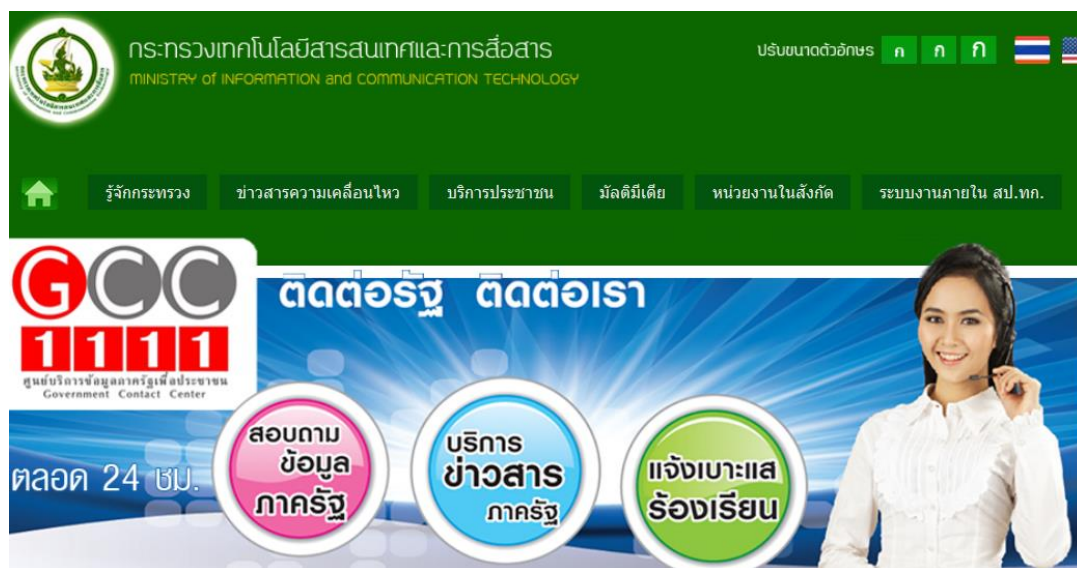 กระทรวงเทคโนโลยีสารสนเทศและการสื่อสาร
MINISTRY of INFORMATION and COMMUNICATION TECHNOLOGY
ปรับขนาดตัวอักษร ก ก ก
รู้จักกระทรวง ข่าวสารความเคลื่อนไหว บริการประชาชน มัลติมีเดีย หน่วยงานในสังกัด ระบบงานภายใน สป.ทก.
GCC
1111
ศูนย์บริการข้อมูลภาครัฐเพื่อประชาชน
Government Contact Center
ติดต่อรัฐ ติดต่อเรา
ตลอด 24 ชม.
สอบถาม
ข้อมูล
ภาครัฐ
บริการ
ข่าวสาร
ภาครัฐ
แจ้งเบาะแส
ร้องเรียน